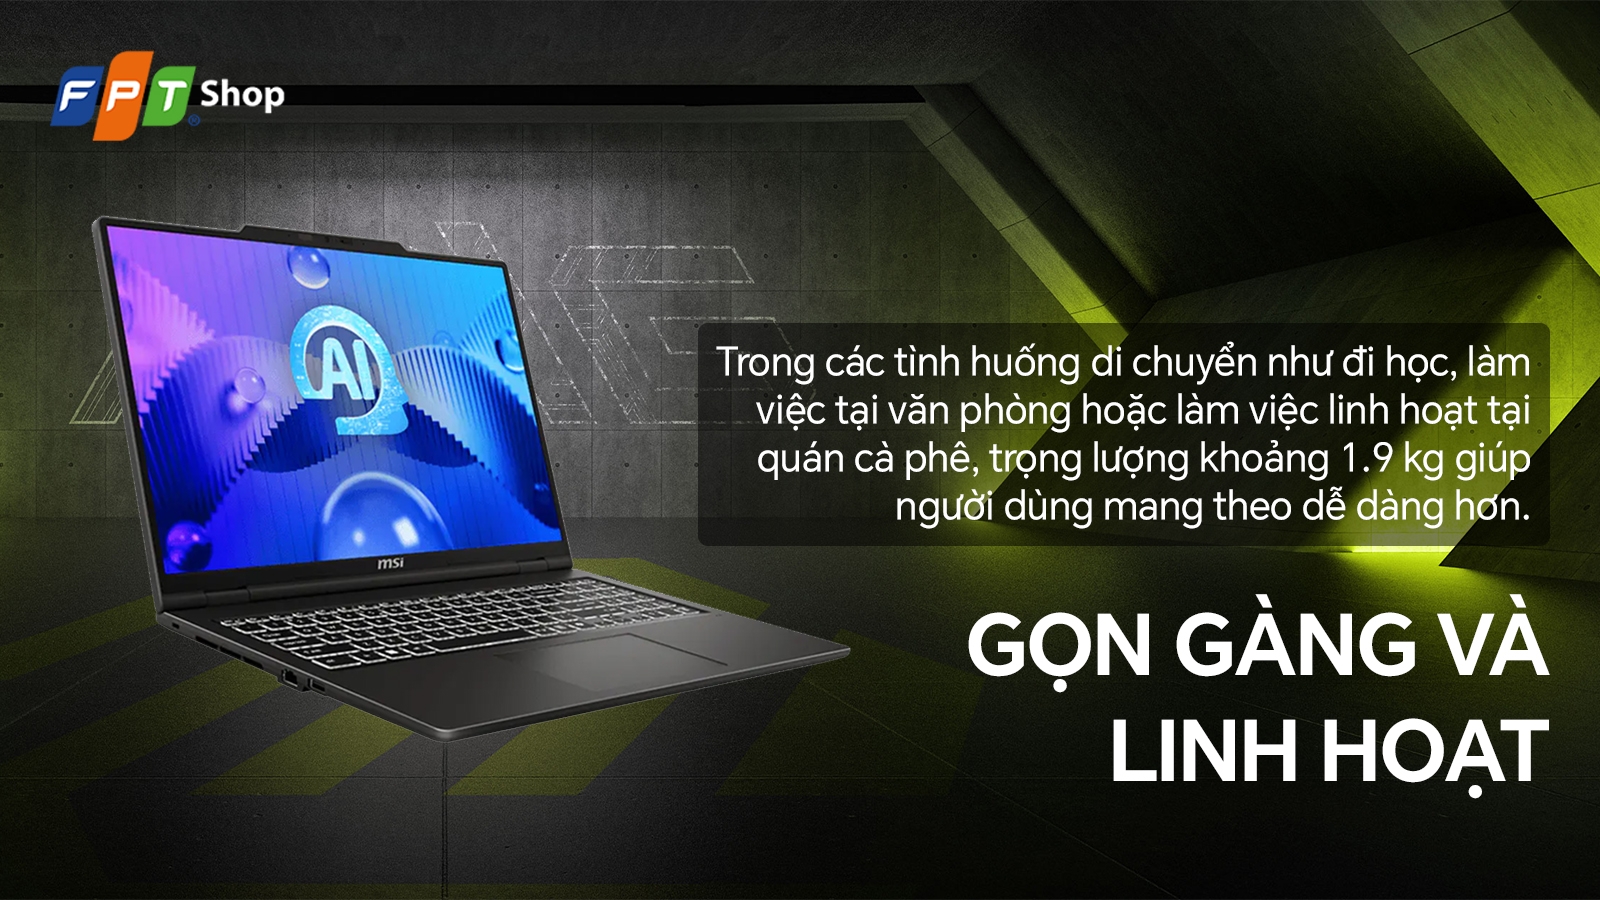 FPT Shop
AI
msi
Trong các tình huống di chuyển như đi học, làm
việc tại văn phòng hoặc làm việc linh hoạt tại
quán cà phê, trọng lượng khoảng 1.9 kg giúp
người dùng mang theo dễ dàng hơn.
GỌN GÀNG VÀ
LINH HOẠT